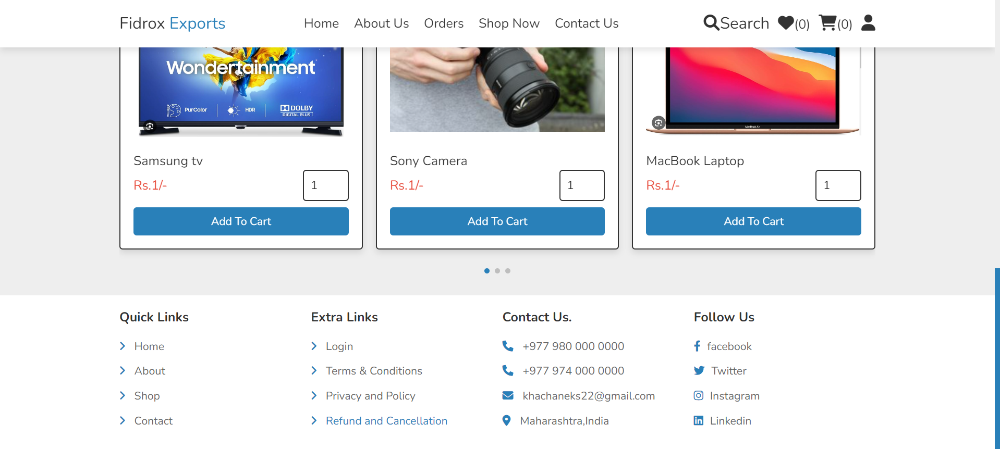 Fidrox Exports
Home About Us Orders Shop Now Contact Us
Search (0) (0)
Wondertainment
PurColor HDR DOLBY
DIGITAL PLUS
MacBook Air
Samsung tv
Rs.1/- 1
Add To Cart
Sony Camera
Rs.1/- 1
Add To Cart
MacBook Laptop
Rs.1/- 1
Add To Cart
Quick Links
Home
About
Shop
Contact
Extra Links
Login
Terms & Conditions
Privacy and Policy
Refund and Cancellation
Contact Us.
+977 980 000 0000
+977 974 000 0000
khachaneks22@gmail.com
Maharashtra,India
Follow Us
facebook
Twitter
Instagram
Linkedin